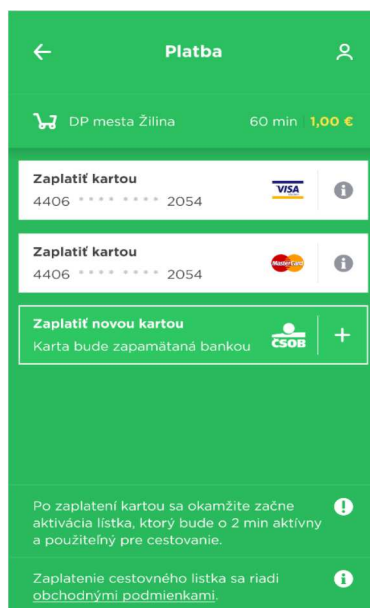 Platba
DP mesta Žilina 60 min 1,00 €
Zaplatiť kartou
VISA
4406 **** **** 2054
Zaplatiť kartou
MasterCard
4406 **** **** 2054
Zaplatiť novou kartou
Karta bude zapamätaná bankou
ČSOB
Po zaplatení kartou sa okamžite začne
aktivácia lístka, ktorý bude o 2 min aktívny
a použiteľný pre cestovanie.
Zaplatenie cestovného listka sa riadi
obchodnými podmienkami.